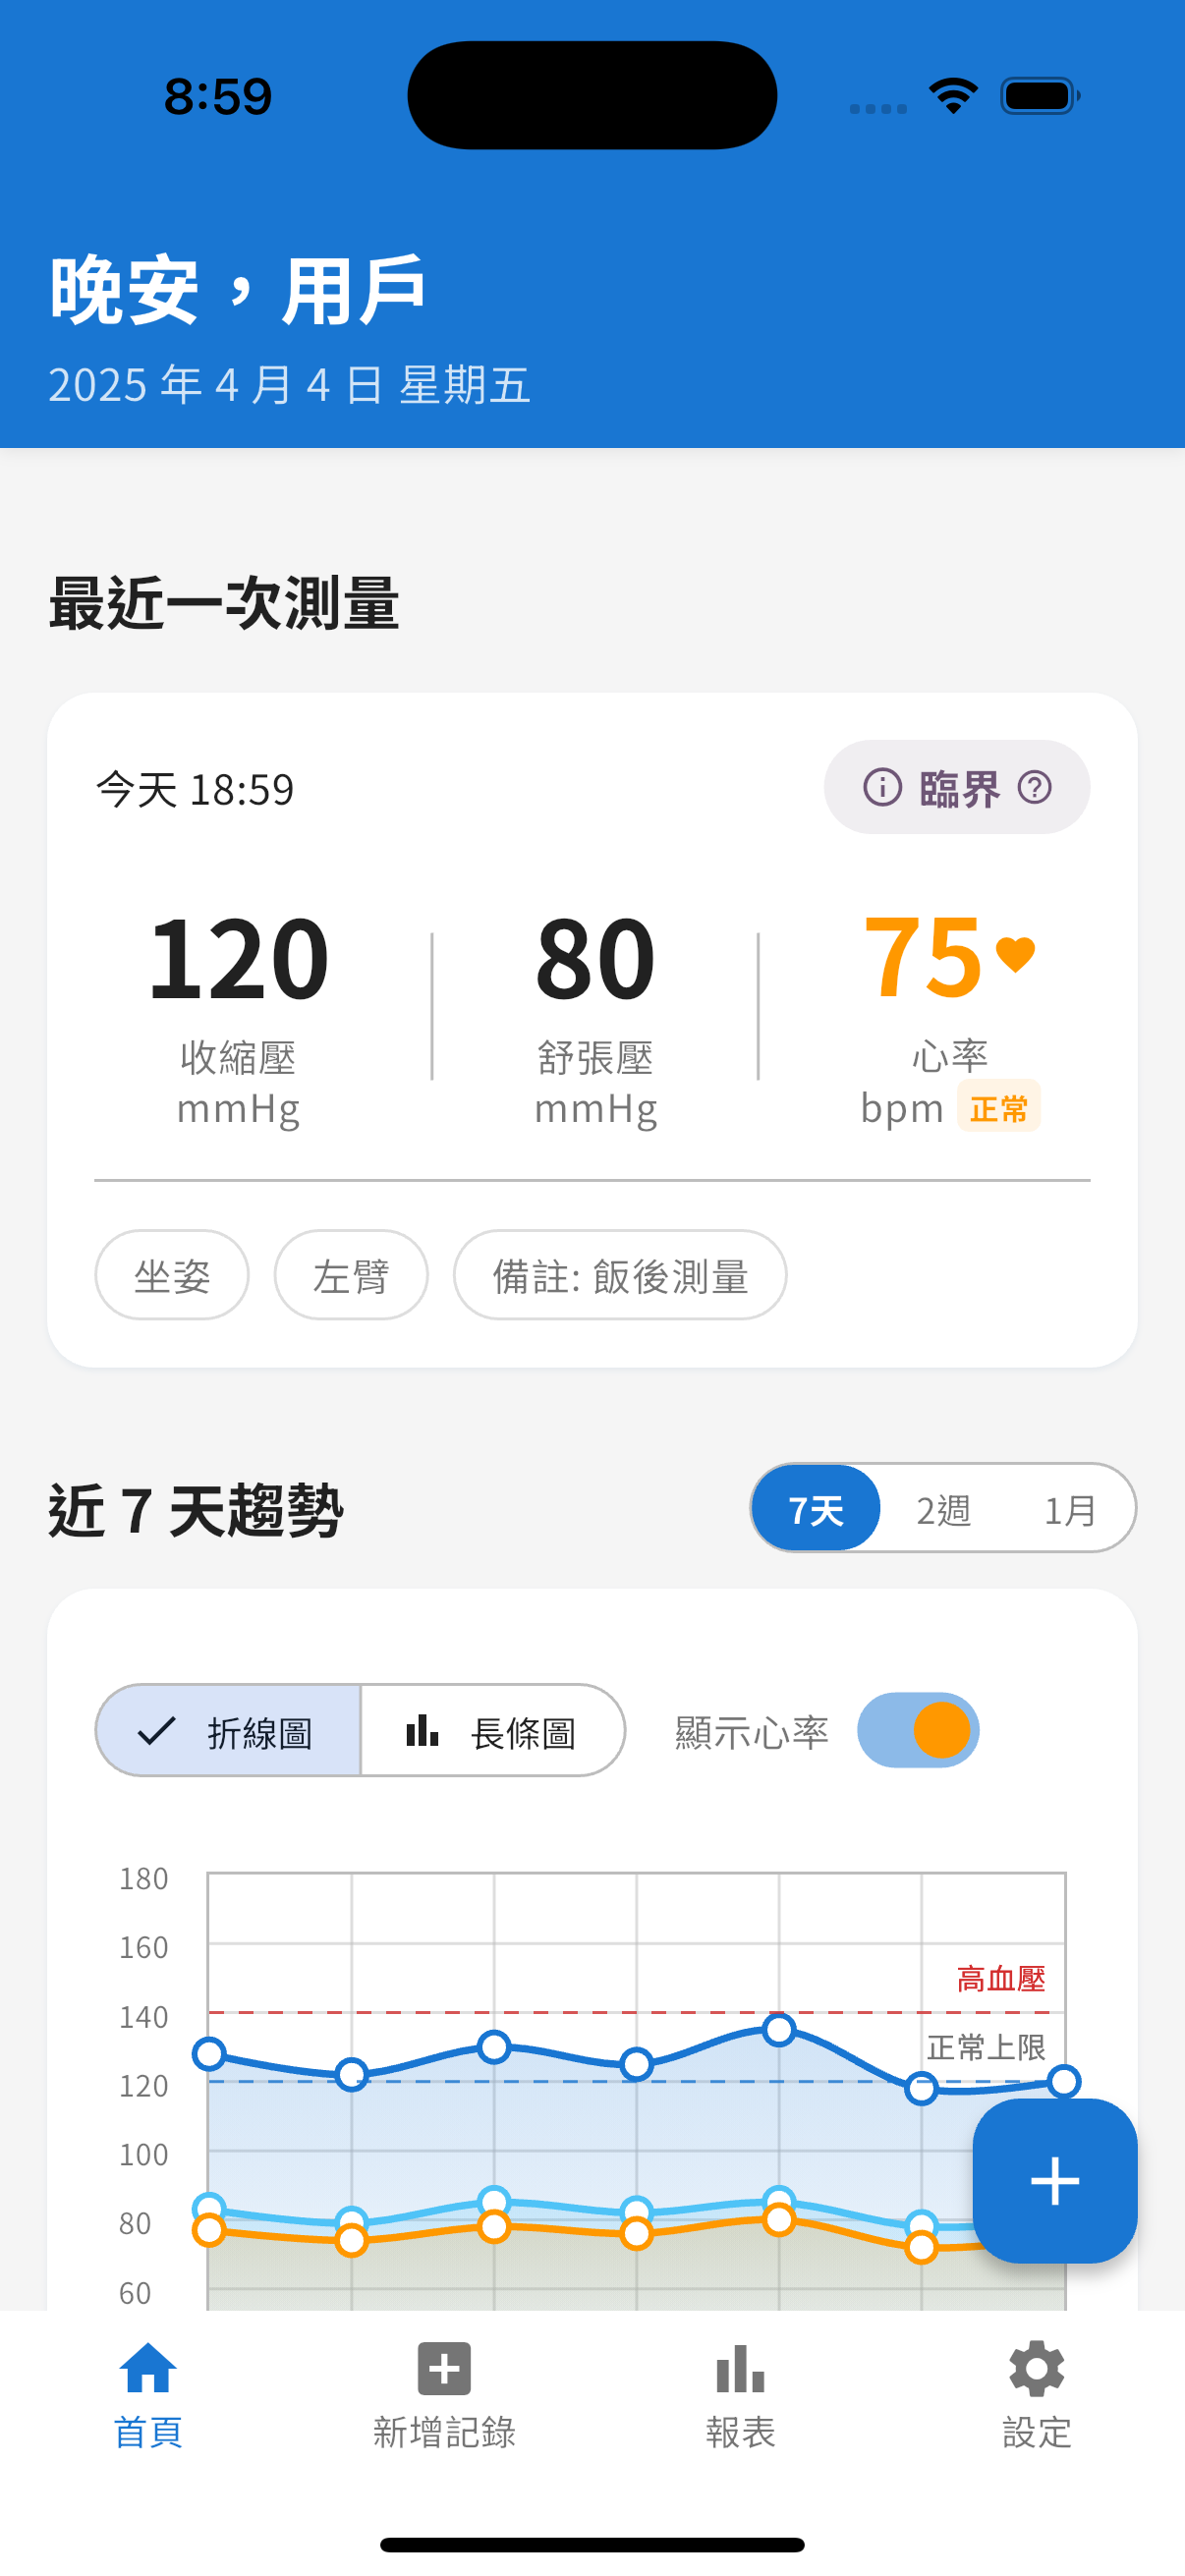 8:59
晚安，用戶
2025 年 4 月 4 日 星期五
最近一次測量
今天 18:59
臨界
120
80
75
收縮壓
舒張壓
心率
mmHg
mmHg
bpm 正常
坐姿
左臂
備註: 飯後測量
近 7 天趨勢
7天
2週
1月
折線圖
長條圖
顯示心率
180
160
高血壓
140
正常上限
120
100
80
60
首頁
新增記錄
報表
設定